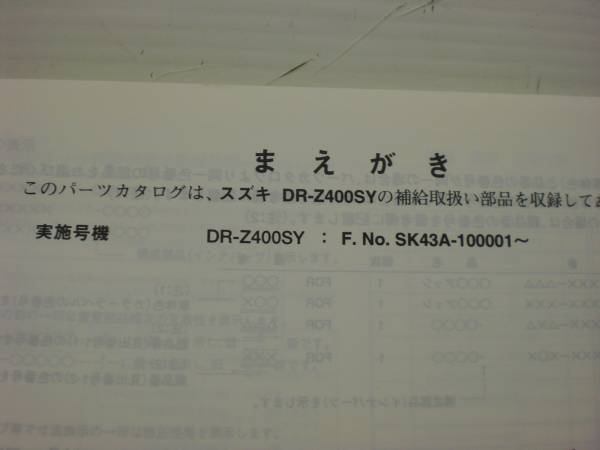 まえがき
このパーツカタログは、スズキ DR-Z400SYの補給取扱い部品を収録して
実施号機 DR-Z400SY : F. No. SK43A-100001～